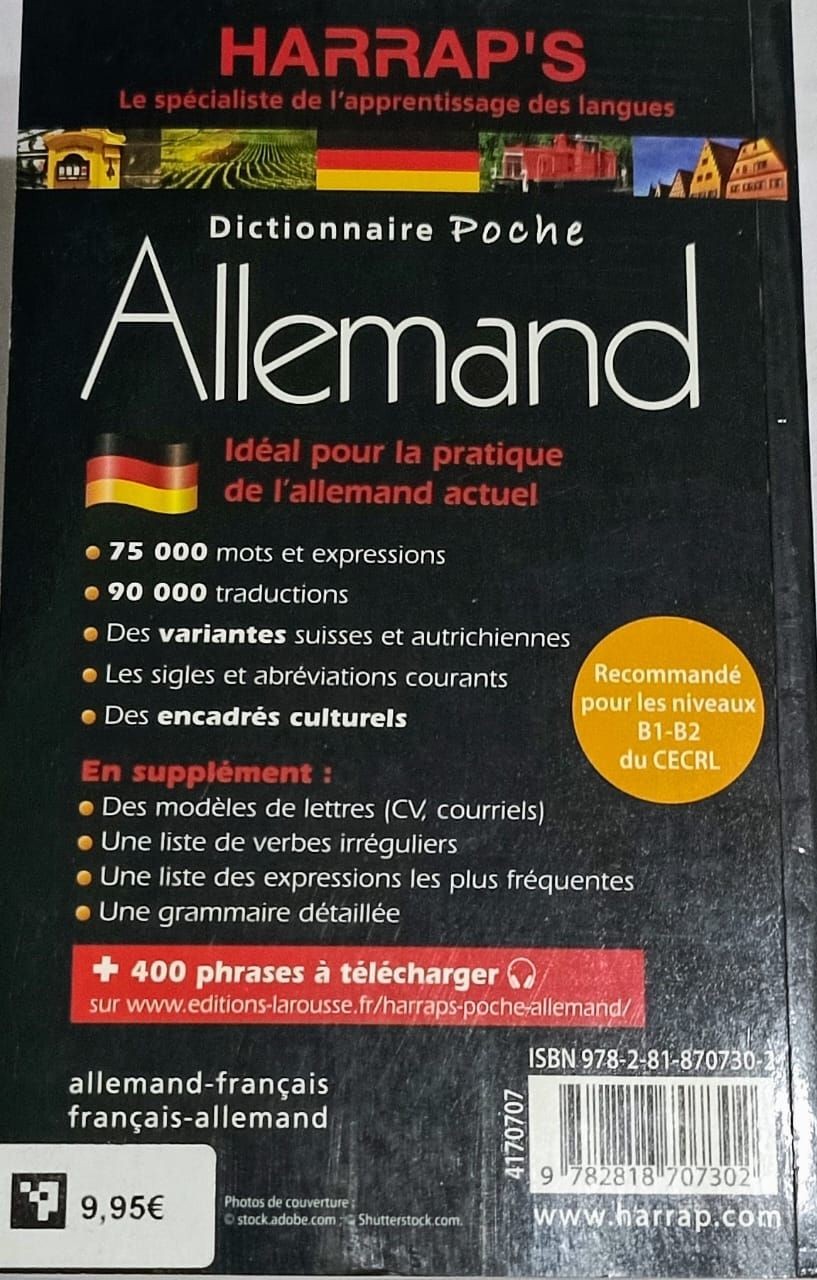 HARRAP'S
Le spécialiste de l'apprentissage des langues
Dictionnaire Poche
Allemand
Idéal pour la pratique
de l'allemand actuel
• 75 000 mots et expressions
• 90 000 traductions
• Des variantes suisses et autrichiennes
• Les sigles et abréviations courants
• Des encadrés culturels
Recommandé
pour les niveaux
B1-B2
du CECRL
En supplément :
• Des modèles de lettres (CV, courriels)
• Une liste de verbes irréguliers
• Une liste des expressions les plus fréquentes
• Une grammaire détaillée
+ 400 phrases à télécharger
sur www.editions-larousse.fr/harraps-poche-allemand/
allemand-français
français-allemand
ISBN 978-2-81-870730-2
4170707
9 782818 707302
www.harrap.com
9,95€
Photos de couverture :
© stock.adobe.com ; © Shutterstock.com.